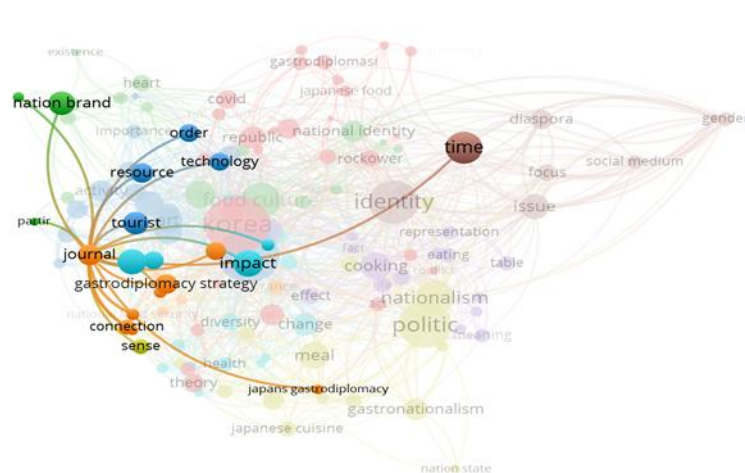 existence
gastrodiplomasi
heart
japanese food
nation brand
covid
gender
diaspora
order
republic
national identity
time
technology
rockower
social medium
resource
focus
activity
food culture
identity
issue
tourist
korea
partir
representation
fact
journal
impact
eating
table
cooking
conflict
gastrodiplomacy strategy
effect
nationalism
connection
diversity
change
politic
meaning
sense
meal
health
theory
japans gastrodiplomacy
gastronationalism
japanese cuisine
nation state